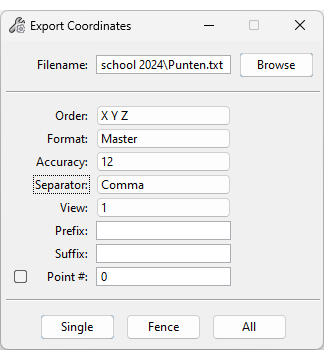 Export Coordinates
Filename: school 2024\Punten.txt Browse
Order: X Y Z
Format: Master
Accuracy: 12
Separator: Comma
View: 1
Prefix:
Suffix:
Point #: 0
Single Fence All